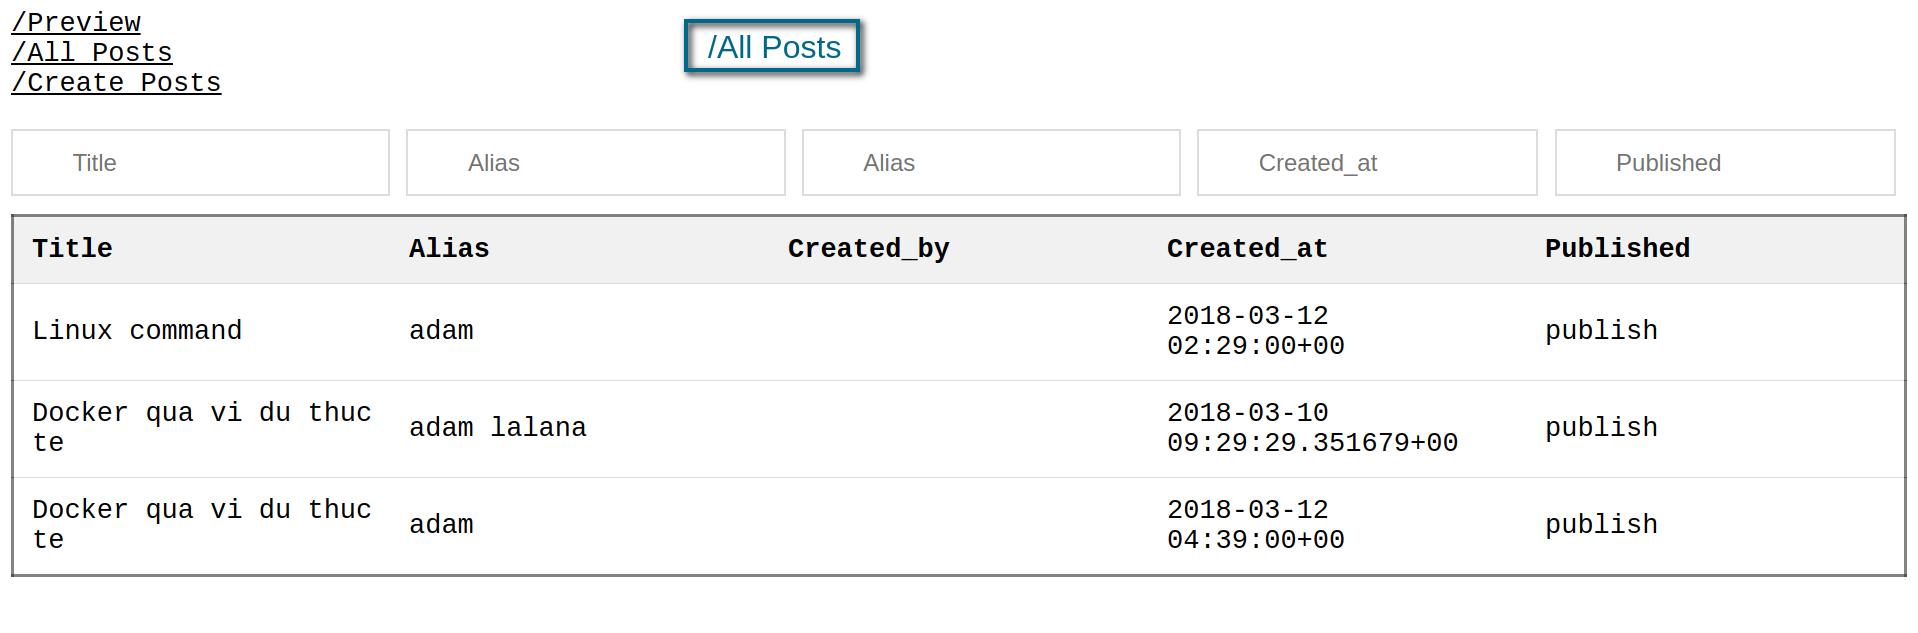 /Preview
/All Posts
/Create Posts
/All Posts
Title Alias Alias Created_at Published
Title Alias Created_by Created_at Published
Linux command adam 2018-03-12 02:29:00+00 publish
Docker qua vi du thuc te adam lalana 2018-03-10 09:29:29.351679+00 publish
Docker qua vi du thuc te adam 2018-03-12 04:39:00+00 publish